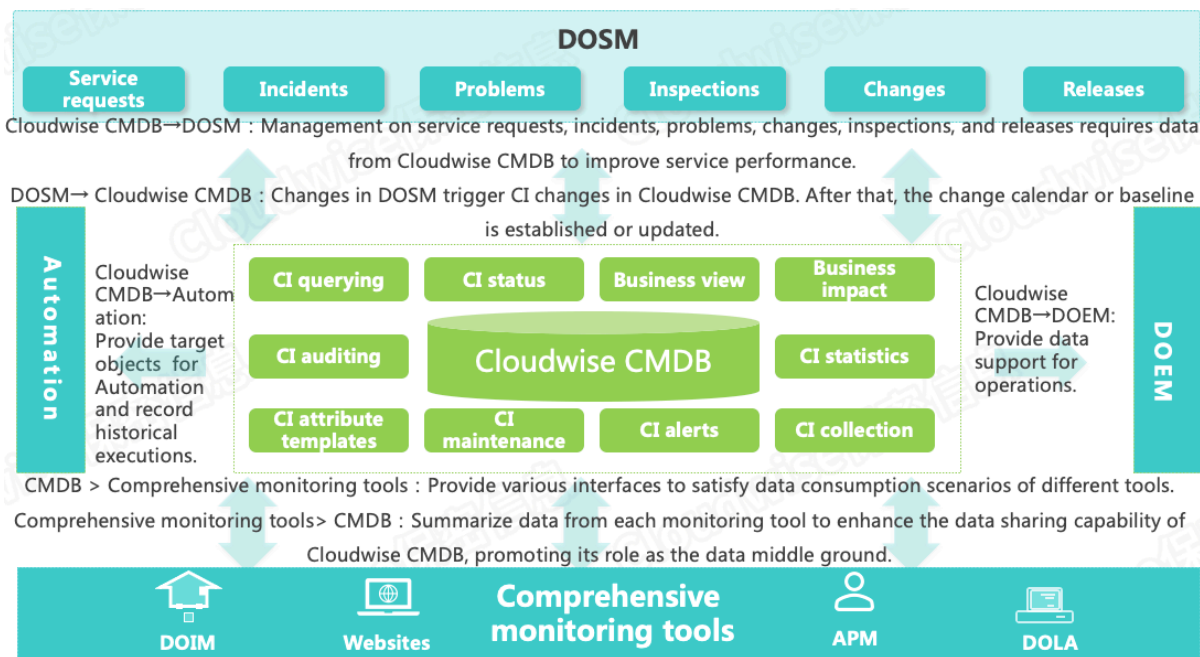 DOSM
Service
requests
Incidents
Problems
Inspections
Changes
Releases
Cloudwise CMDB→DOSM : Management on service requests, incidents, problems, changes, inspections, and releases requires data
from Cloudwise CMDB to improve service performance.
DOSM→ Cloudwise CMDB : Changes in DOSM trigger CI changes in Cloudwise CMDB. After that, the change calendar or baseline
is established or updated.
Automation
Cloudwise
CMDB→Autom
ation:
Provide target
objects for
Automation
and record
historical
executions.
CI querying
CI status
Business view
Business
impact
CI auditing
Cloudwise CMDB
CI statistics
CI attribute
templates
CI
maintenance
CI alerts
CI collection
Cloudwise
CMDB→DOEM:
Provide data
support for
operations.
DOEM
CMDB > Comprehensive monitoring tools : Provide various interfaces to satisfy data consumption scenarios of different tools.
Comprehensive monitoring tools> CMDB : Summarize data from each monitoring tool to enhance the data sharing capability of
Cloudwise CMDB, promoting its role as the data middle ground.
DOIM
Websites
Comprehensive
monitoring tools
APM
DOLA